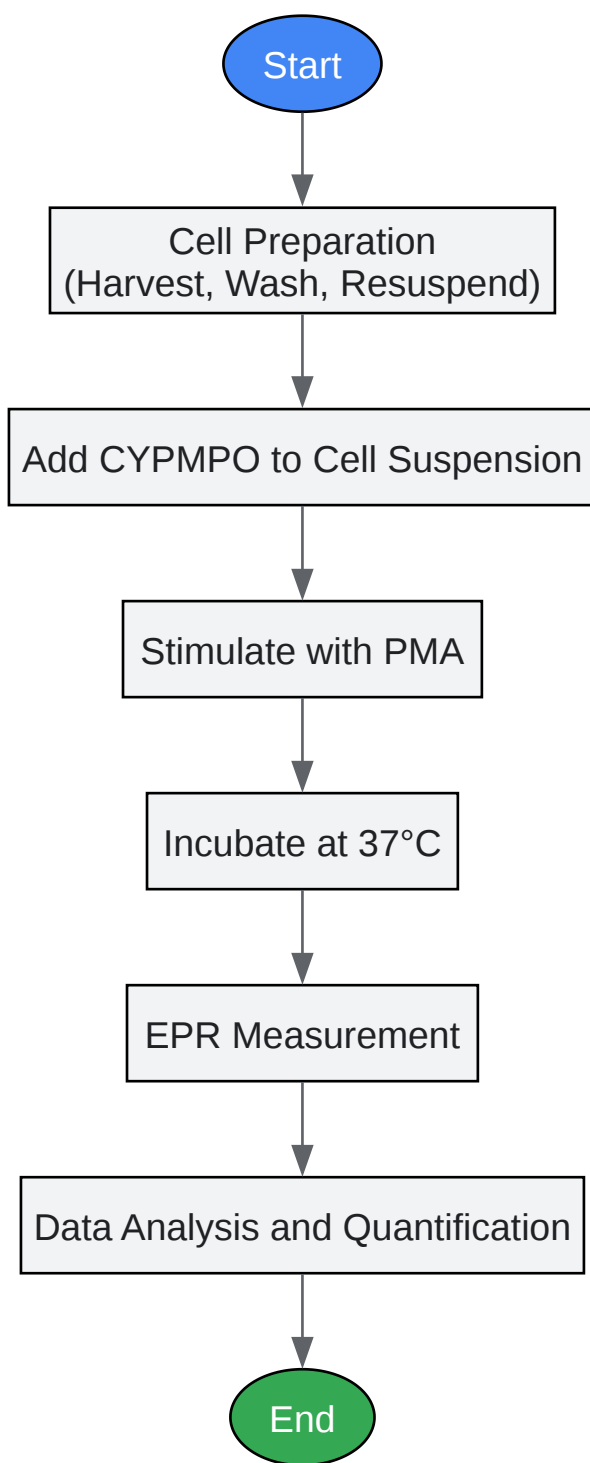 Start
Cell Preparation
(Harvest, Wash, Resuspend)
Add CYPMPO to Cell Suspension
Stimulate with PMA
Incubate at 37°C
EPR Measurement
Data Analysis and Quantification
End